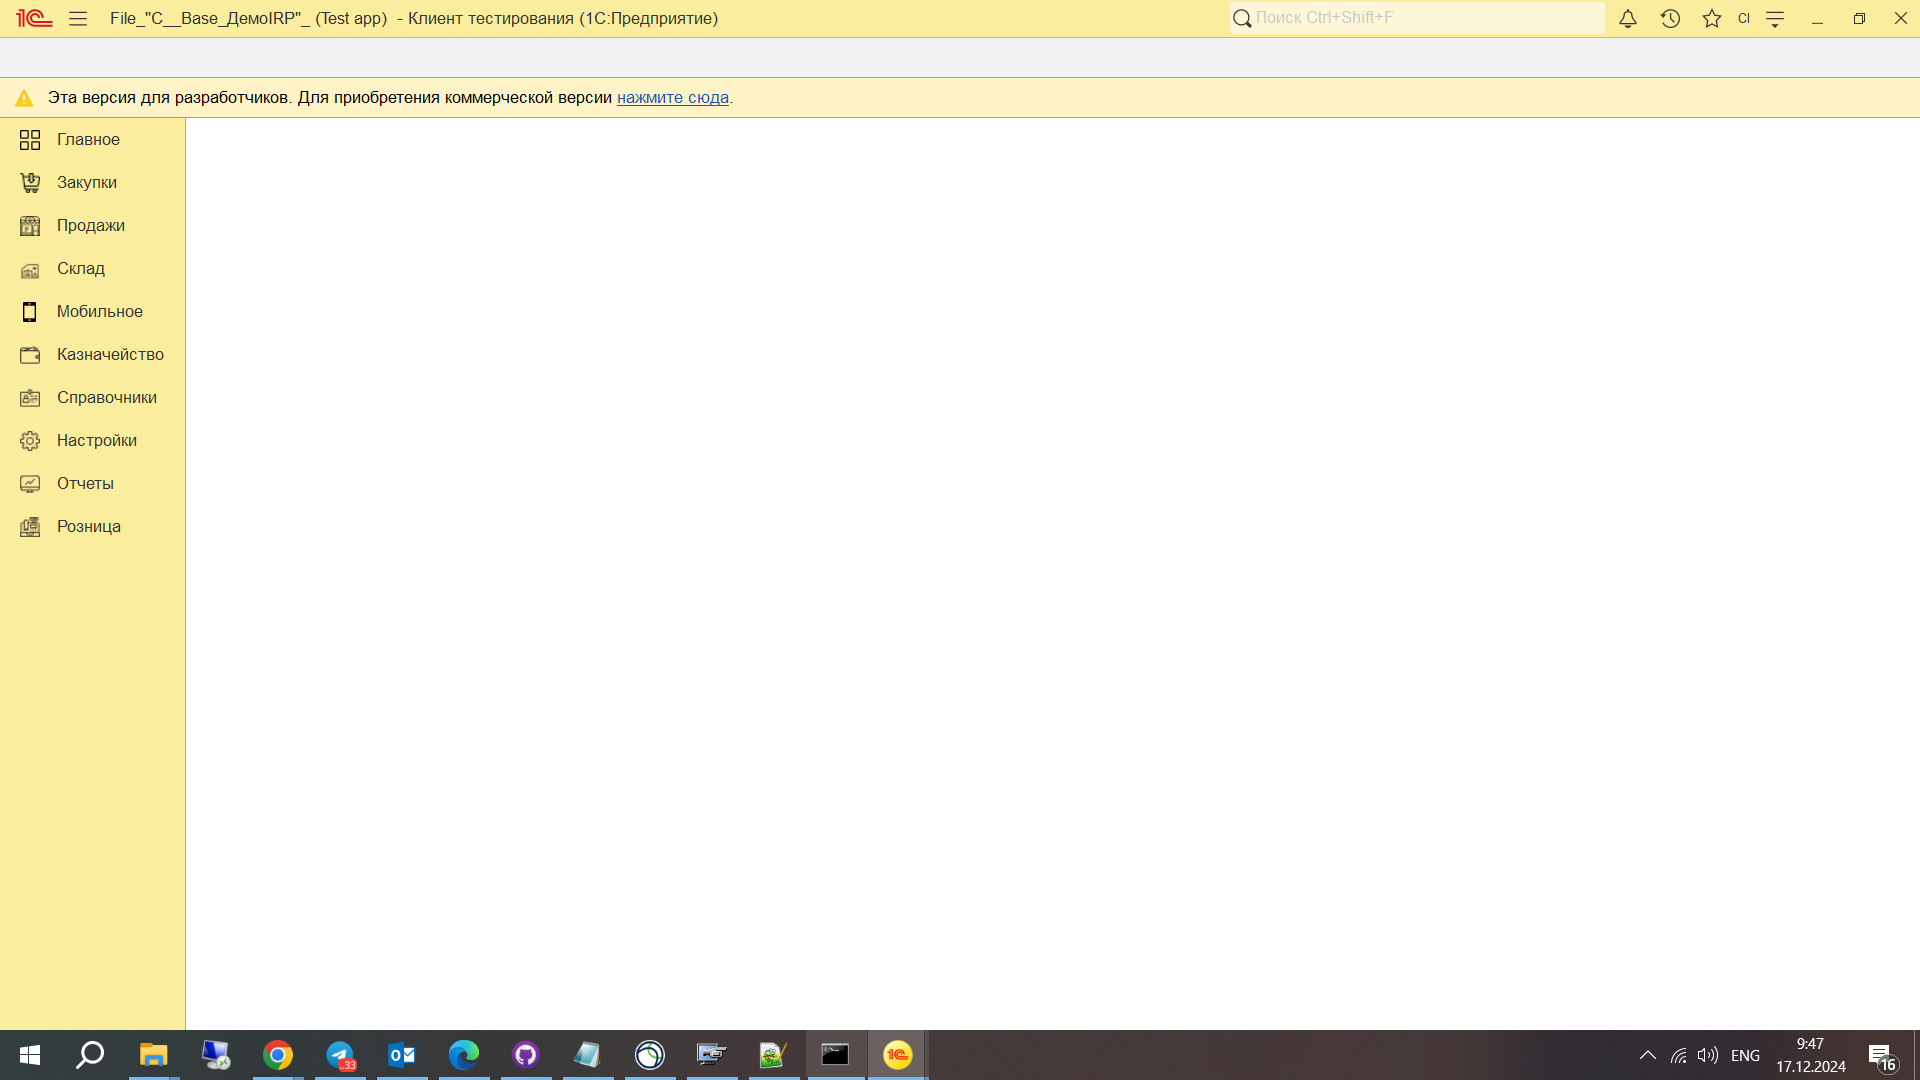 File_"C__Base_ДемоIRP"_ (Test app) - Клиент тестирования (1С:Предприятие)
Поиск Ctrl+Shift+F
CI
Эта версия для разработчиков. Для приобретения коммерческой версии нажмите сюда.
Главное
Закупки
Продажи
Склад
Мобильное
Казначейство
Справочники
Настройки
Отчеты
Розница
..33
ENG
9:47
17.12.2024
16